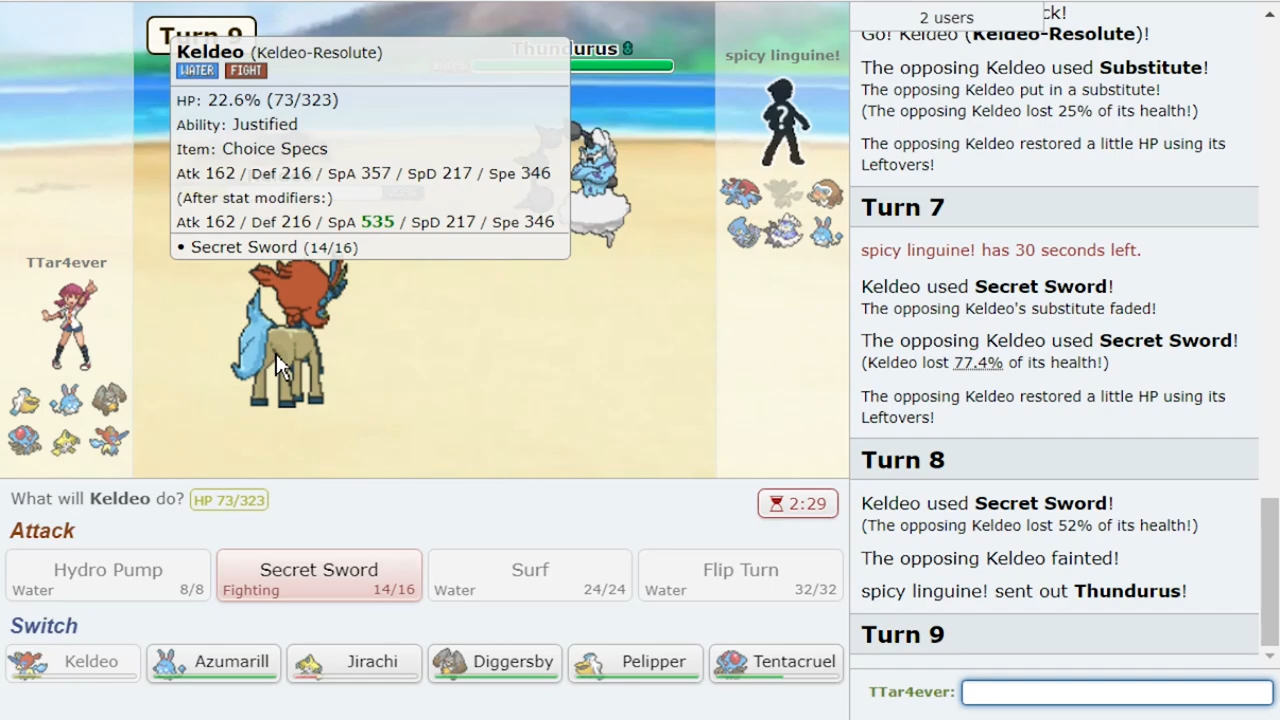 Turn 9
Thundurus
Keldeo (Keldeo-Resolute)
WATER FIGHT
HP: 22.6% (73/323)
Ability: Justified
Item: Choice Specs
Atk 162 / Def 216 / SpA 357 / SpD 217 / Spe 346
(After stat modifiers:)
Atk 162 / Def 216 / SpA 535 / SpD 217 / Spe 346
• Secret Sword (14/16)
spicy linguine!
?
TTar4ever
What will Keldeo do? HP 73/323
2:29
Attack
Hydro Pump
Water 8/8
Secret Sword
Fighting 14/16
Surf
Water 24/24
Flip Turn
Water 32/32
Switch
Keldeo
Azumarill
Jirachi
Diggersby
Pelipper
Tentacruel
2 users
ck!
Go! Keldeo (Keldeo-Resolute)!
The opposing Keldeo used Substitute!
The opposing Keldeo put in a substitute!
(The opposing Keldeo lost 25% of its health!)
The opposing Keldeo restored a little HP using its
Leftovers!
Turn 7
spicy linguine! has 30 seconds left.
Keldeo used Secret Sword!
The opposing Keldeo's substitute faded!
The opposing Keldeo used Secret Sword!
(Keldeo lost 77.4% of its health!)
The opposing Keldeo restored a little HP using its
Leftovers!
Turn 8
Keldeo used Secret Sword!
(The opposing Keldeo lost 52% of its health!)
The opposing Keldeo fainted!
spicy linguine! sent out Thundurus!
Turn 9
TTar4ever: